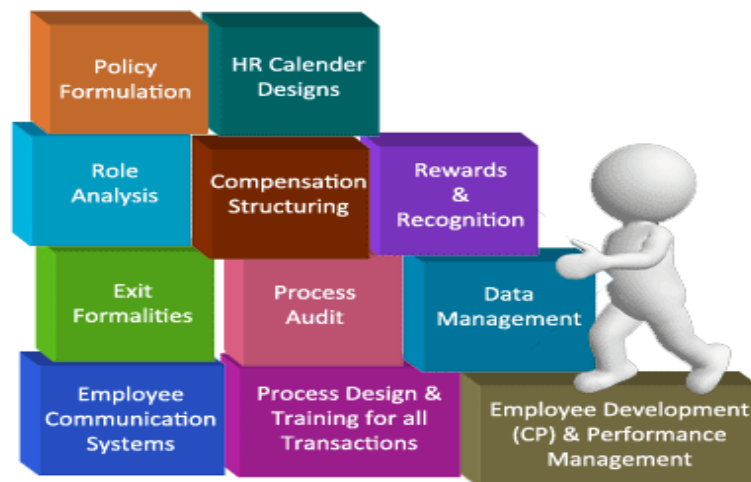 Policy
Formulation
HR Calender
Designs
Role
Analysis
Compensation
Structuring
Rewards
&
Recognition
Exit
Formalities
Process
Audit
Data
Management
Employee
Communication
Systems
Process Design &
Training for all
Transactions
Employee Development
(CP) & Performance
Management